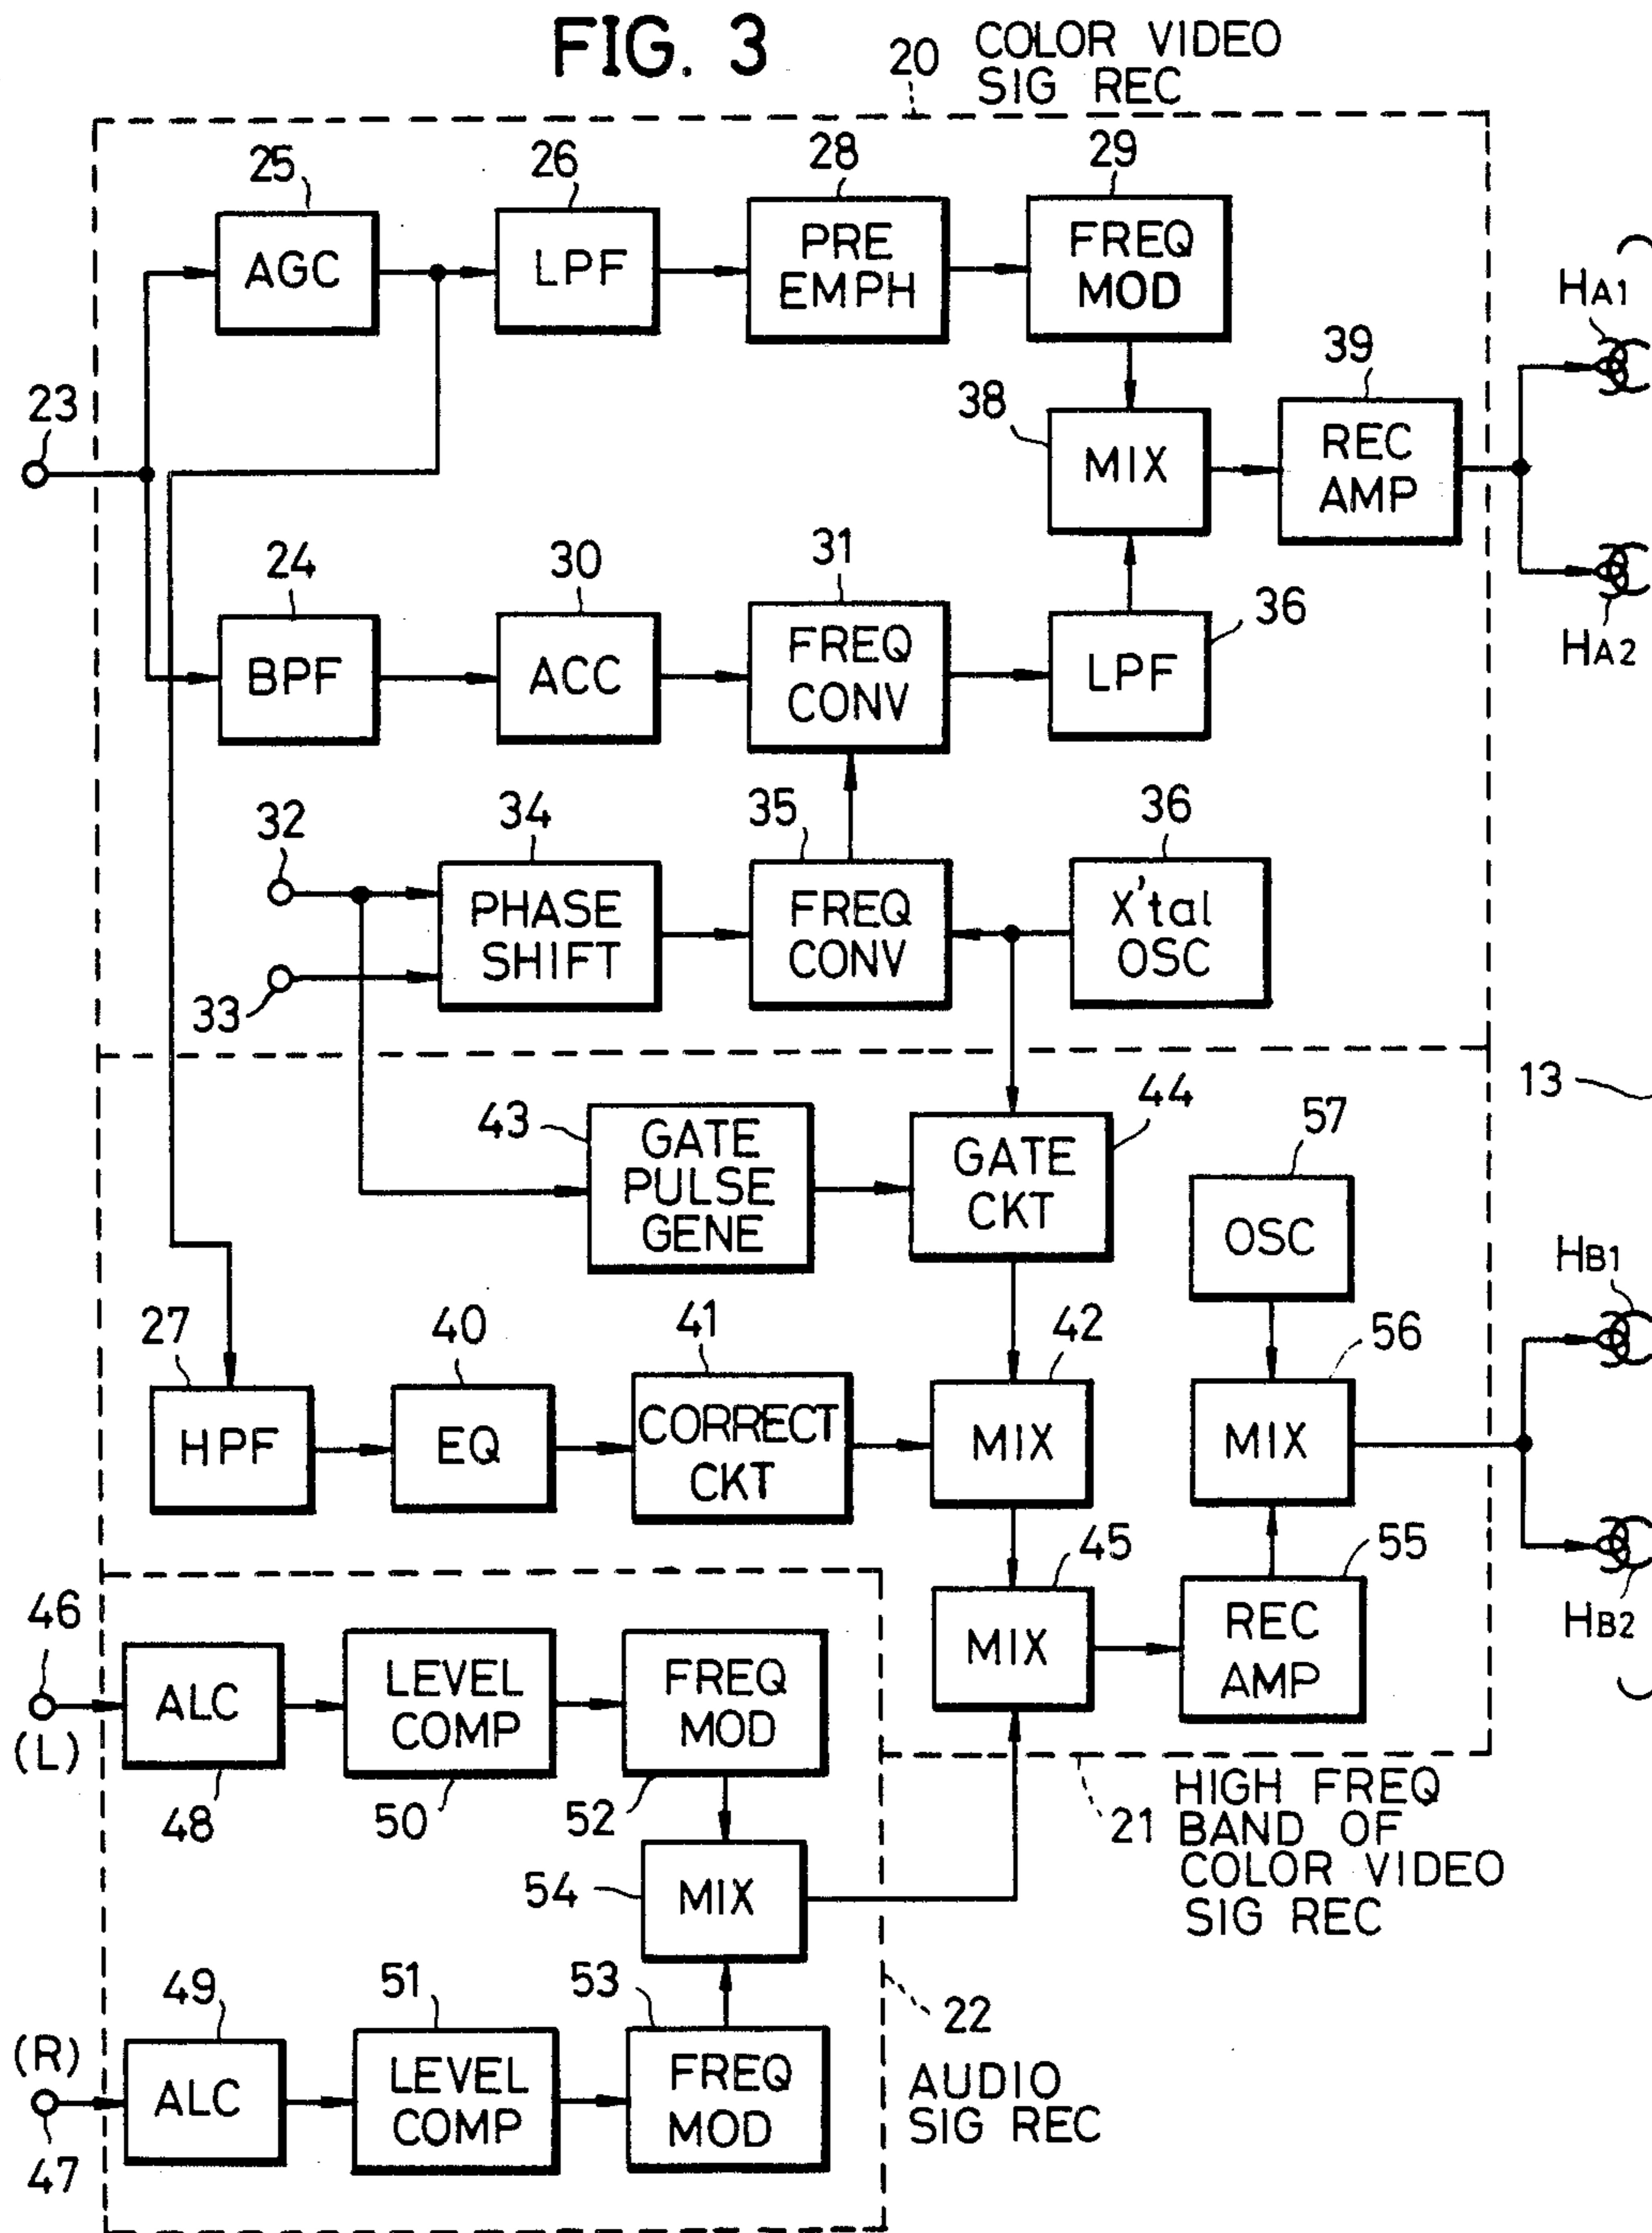 FIG. 3
20 COLOR VIDEO
SIG REC
25
26
28
29
AGC
LPF
PRE
EMPH
FREQ
MOD
HA1
23
38
39
MIX
REC
AMP
24
30
31
36
BPF
ACC
FREQ
CONV
LPF
HA2
32
33
34
35
36
PHASE
SHIFT
FREQ
CONV
X'tal
OSC
13
43
44
57
GATE
PULSE
GENE
GATE
CKT
OSC
HB1
27
40
41
42
56
HPF
EQ
CORRECT
CKT
MIX
MIX
45
55
MIX
REC
AMP
HB2
46
(L)
ALC
LEVEL
COMP
FREQ
MOD
48
50
52
21 HIGH FREQ
BAND OF
COLOR VIDEO
SIG REC
54
MIX
49
51
53
22
AUDIO
SIG REC
(R)
47
ALC
LEVEL
COMP
FREQ
MOD